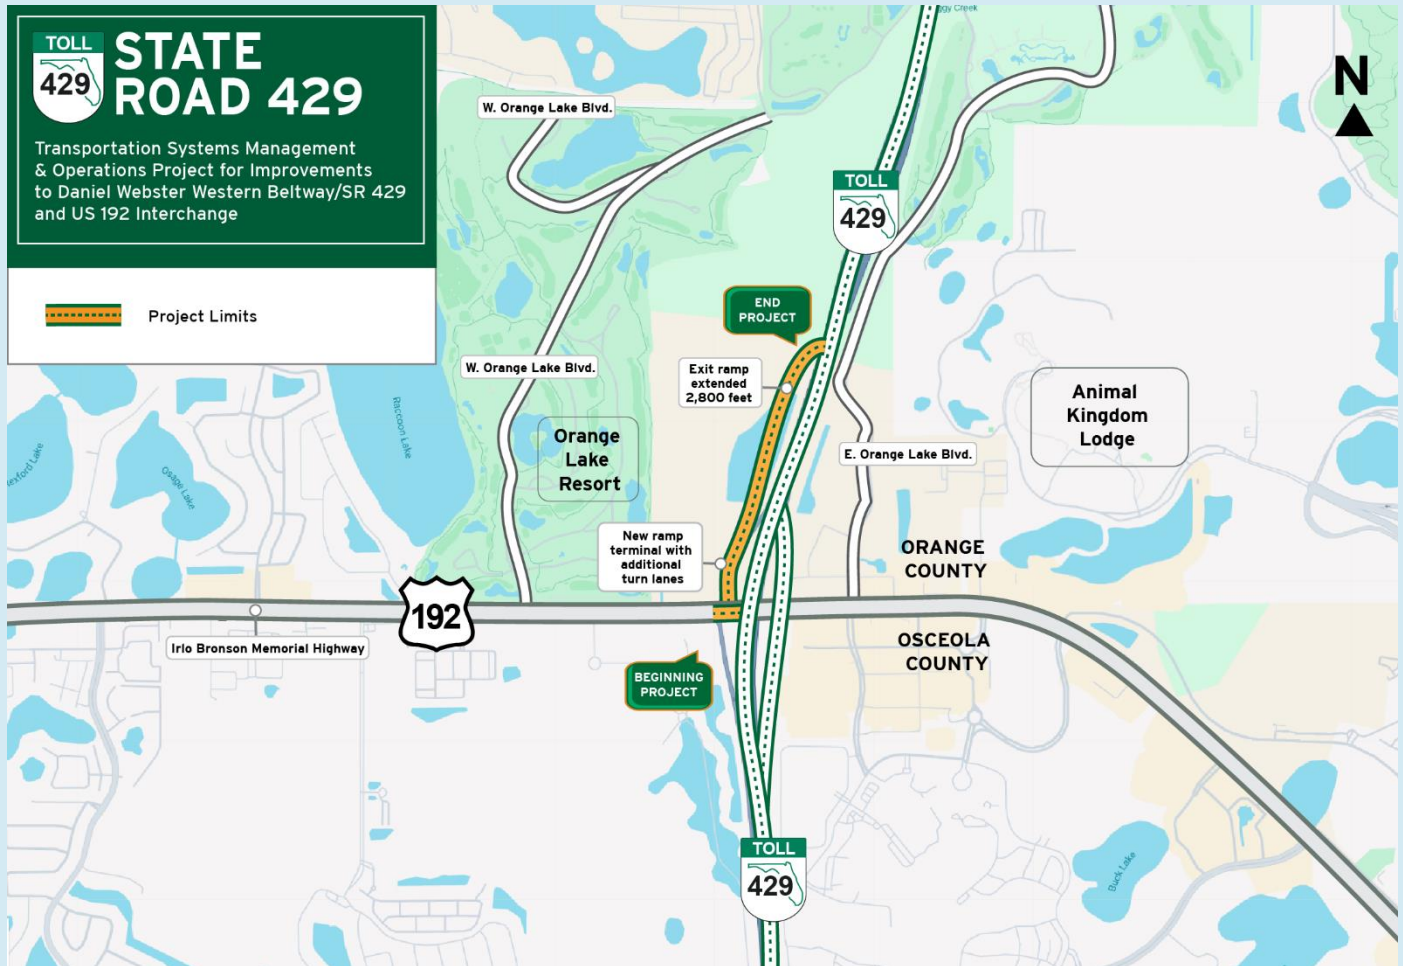 TOLL
429
STATE
ROAD 429
Transportation Systems Management
& Operations Project for Improvements
to Daniel Webster Western Beltway/SR 429
and US 192 Interchange
Project Limits
N
W. Orange Lake Blvd.
TOLL
429
END
PROJECT
W. Orange Lake Blvd.
Exit ramp
extended
2,800 feet
Animal
Kingdom
Lodge
Raccoon Lake
Orange
Lake
Resort
E. Orange Lake Blvd.
Osage Lake
New ramp
terminal with
additional
turn lanes
ORANGE
COUNTY
192
Irlo Bronson Memorial Highway
OSCEOLA
COUNTY
BEGINNING
PROJECT
TOLL
429
Buck Lake